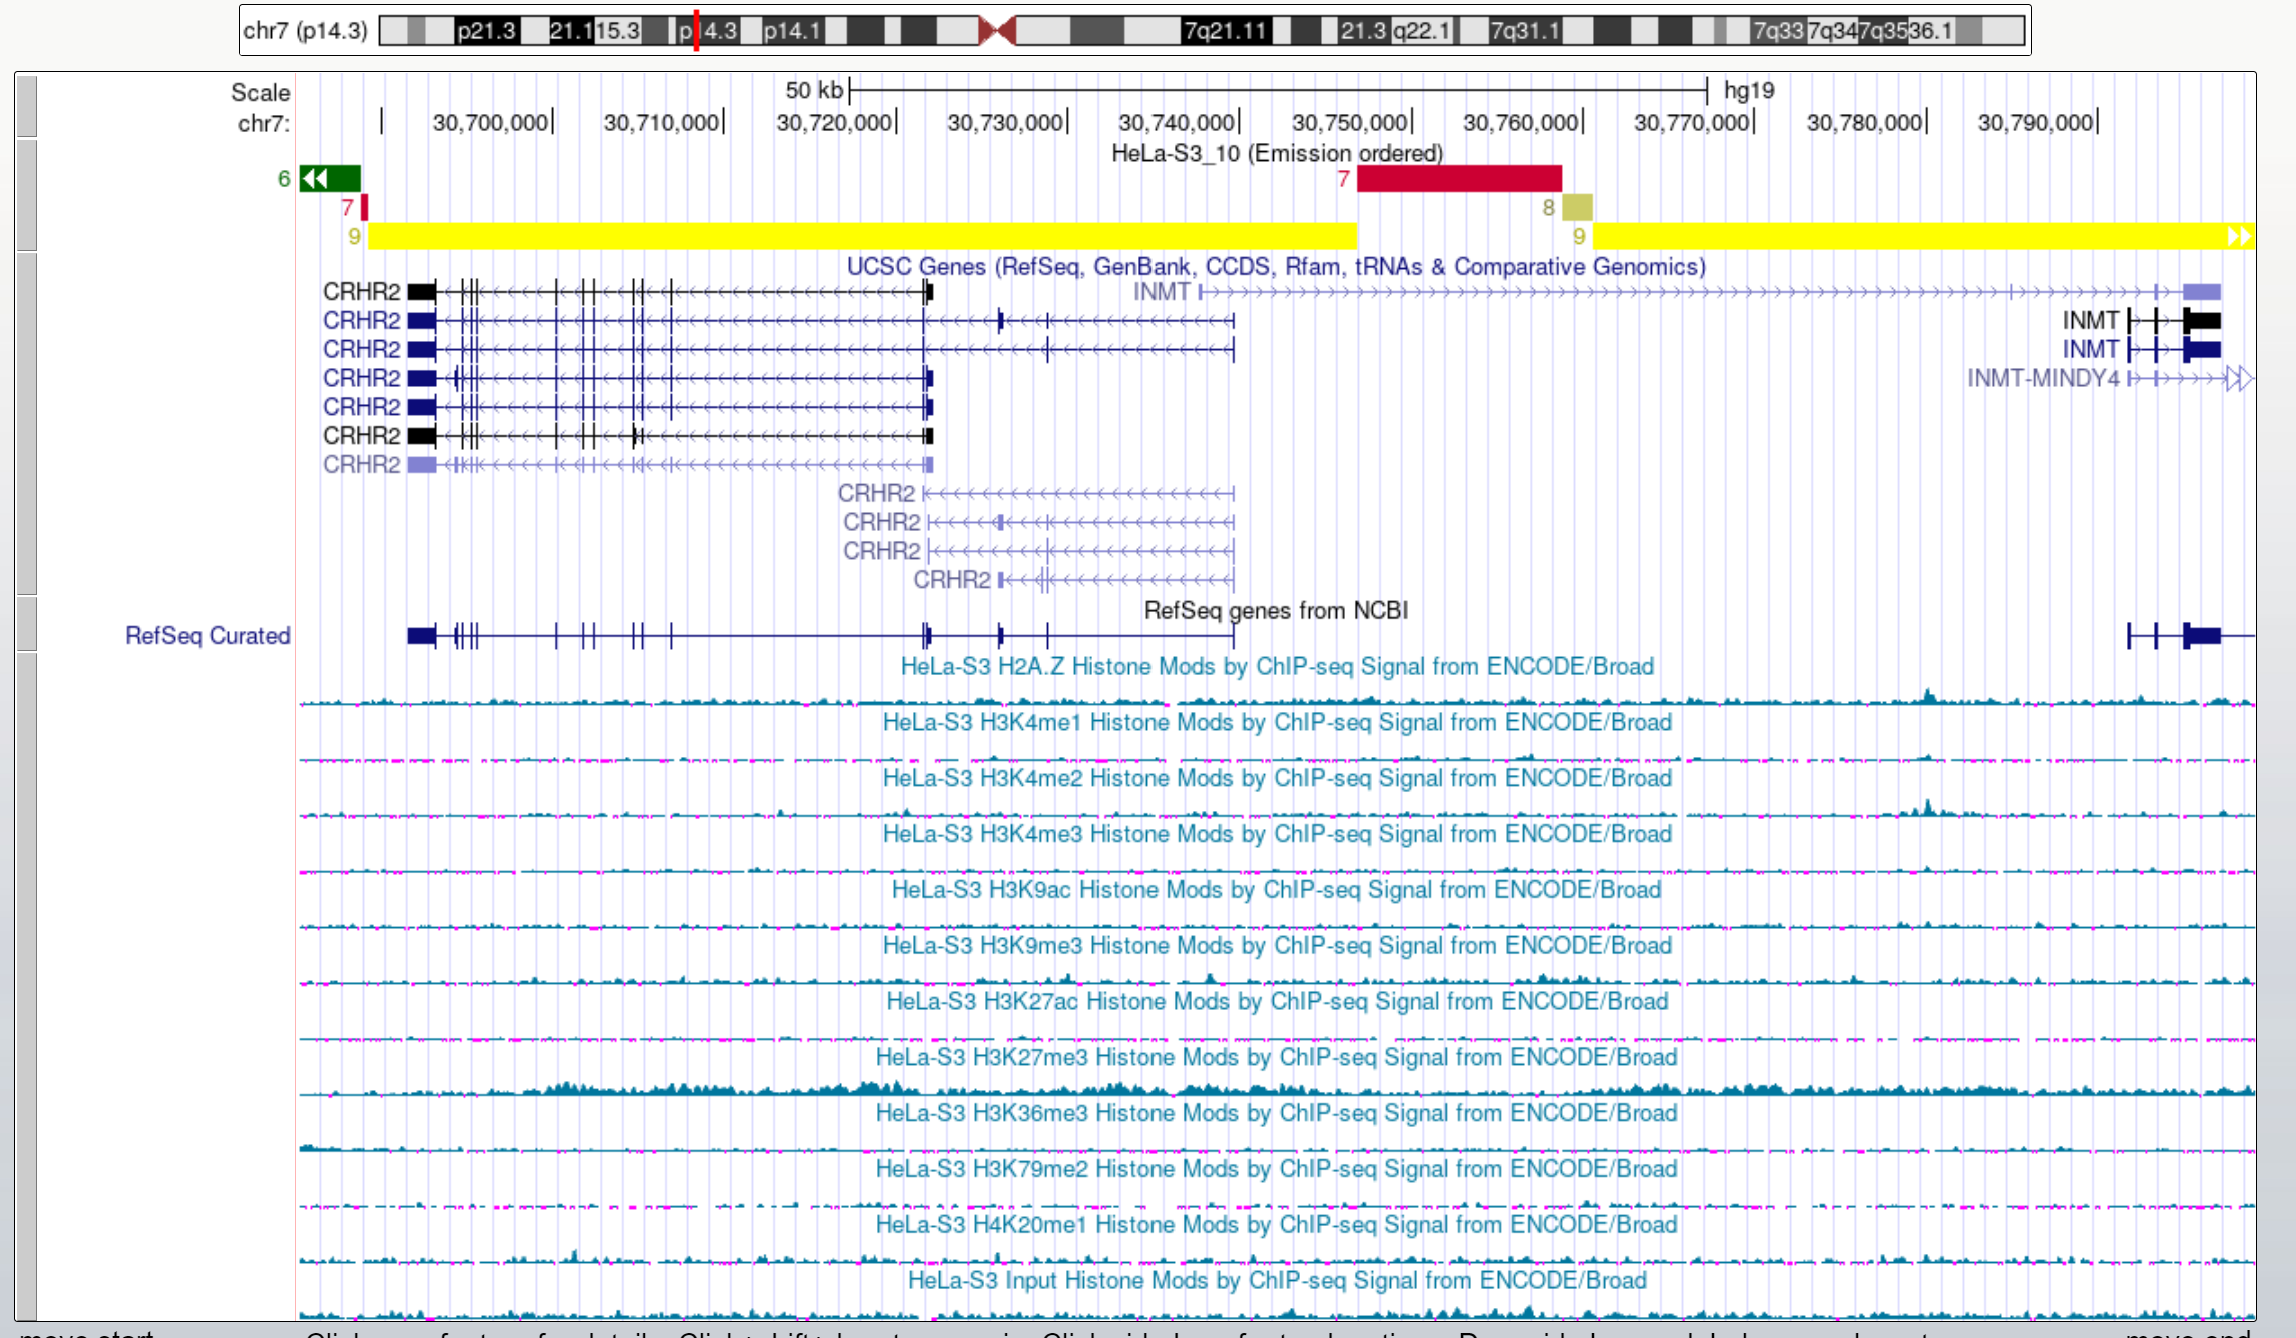 chr7 (p14.3) p21.3 21.1 15.3 p14.3 p14.1 7q21.11 21.3 q22.1 7q31.1 7q33 7q34 7q35 36.1
Scale 50 kb hg19
chr7: 30,700,000 30,710,000 30,720,000 30,730,000 30,740,000 30,750,000 30,760,000 30,770,000 30,780,000 30,790,000
HeLa-S3_10 (Emission ordered)
6 7
7 8
9 9
UCSC Genes (RefSeq, GenBank, CCDS, Rfam, tRNAs & Comparative Genomics)
CRHR2 INMT
CRHR2 INMT
CRHR2 INMT
CRHR2 INMT-MINDY4
CRHR2
CRHR2
CRHR2
CRHR2
CRHR2
CRHR2
CRHR2
RefSeq genes from NCBI
RefSeq Curated
HeLa-S3 H2A.Z Histone Mods by ChIP-seq Signal from ENCODE/Broad
HeLa-S3 H3K4me1 Histone Mods by ChIP-seq Signal from ENCODE/Broad
HeLa-S3 H3K4me2 Histone Mods by ChIP-seq Signal from ENCODE/Broad
HeLa-S3 H3K4me3 Histone Mods by ChIP-seq Signal from ENCODE/Broad
HeLa-S3 H3K9ac Histone Mods by ChIP-seq Signal from ENCODE/Broad
HeLa-S3 H3K9me3 Histone Mods by ChIP-seq Signal from ENCODE/Broad
HeLa-S3 H3K27ac Histone Mods by ChIP-seq Signal from ENCODE/Broad
HeLa-S3 H3K27me3 Histone Mods by ChIP-seq Signal from ENCODE/Broad
HeLa-S3 H3K36me3 Histone Mods by ChIP-seq Signal from ENCODE/Broad
HeLa-S3 H3K79me2 Histone Mods by ChIP-seq Signal from ENCODE/Broad
HeLa-S3 H4K20me1 Histone Mods by ChIP-seq Signal from ENCODE/Broad
HeLa-S3 Input Histone Mods by ChIP-seq Signal from ENCODE/Broad
move start move end